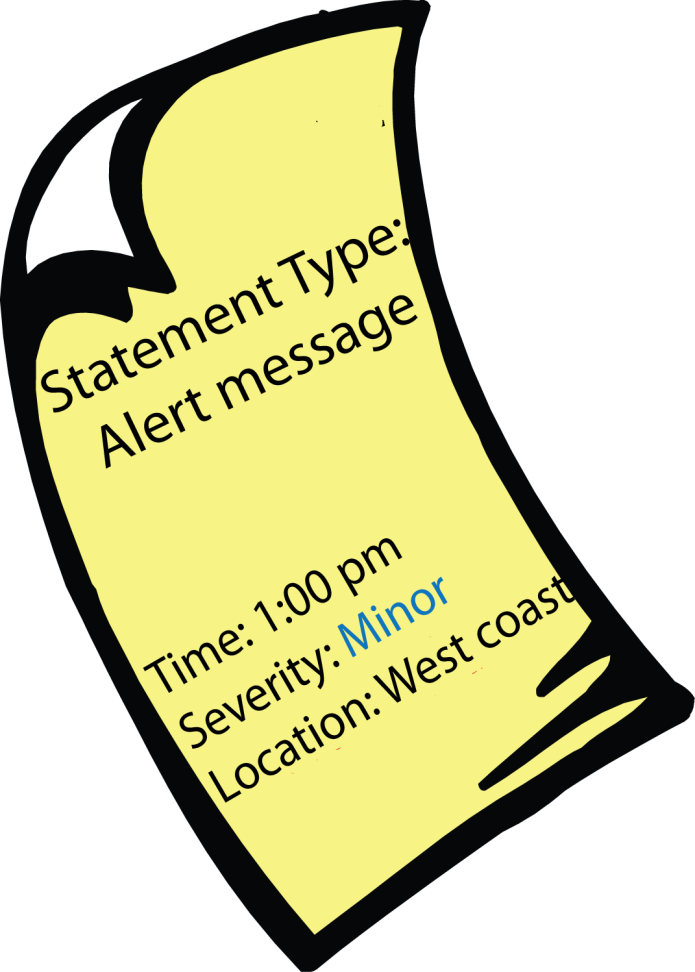 Statement Type:
Alert message
Time: 1:00 pm
Severity: Minor
Location: West coast